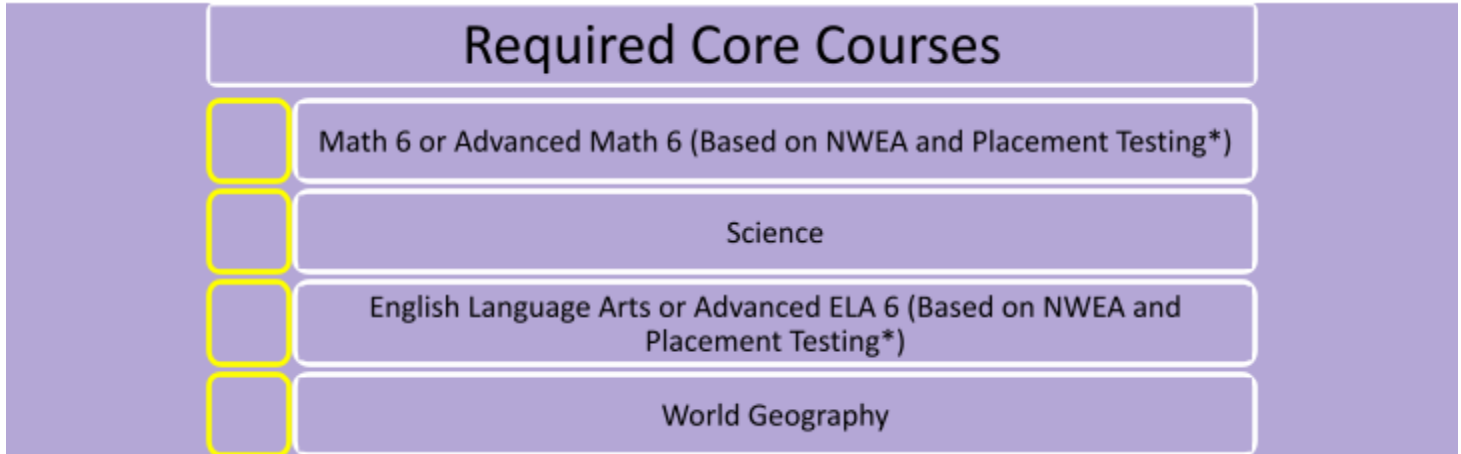 Required Core Courses
Math 6 or Advanced Math 6 (Based on NWEA and Placement Testing*)
Science
English Language Arts or Advanced ELA 6 (Based on NWEA and
Placement Testing*)
World Geography